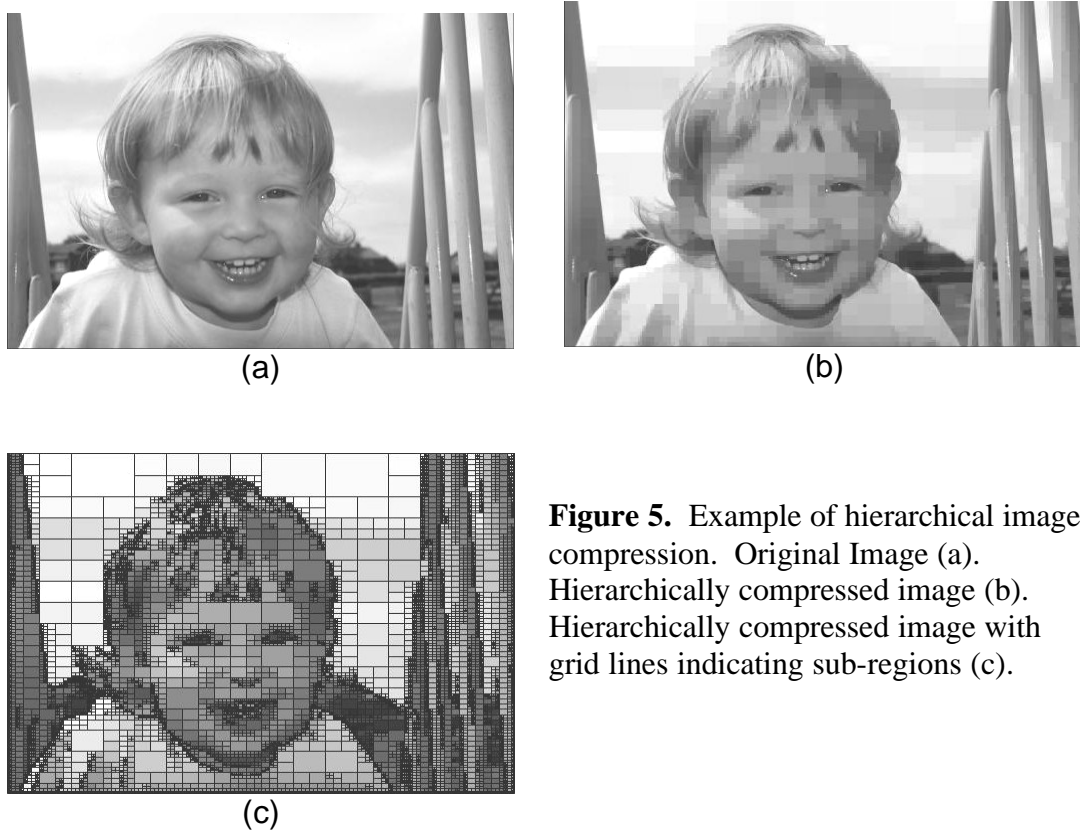 (a)
(b)
Figure 5. Example of hierarchical image
compression. Original Image (a).
Hierarchically compressed image (b).
Hierarchically compressed image with
grid lines indicating sub-regions (c).
(c)